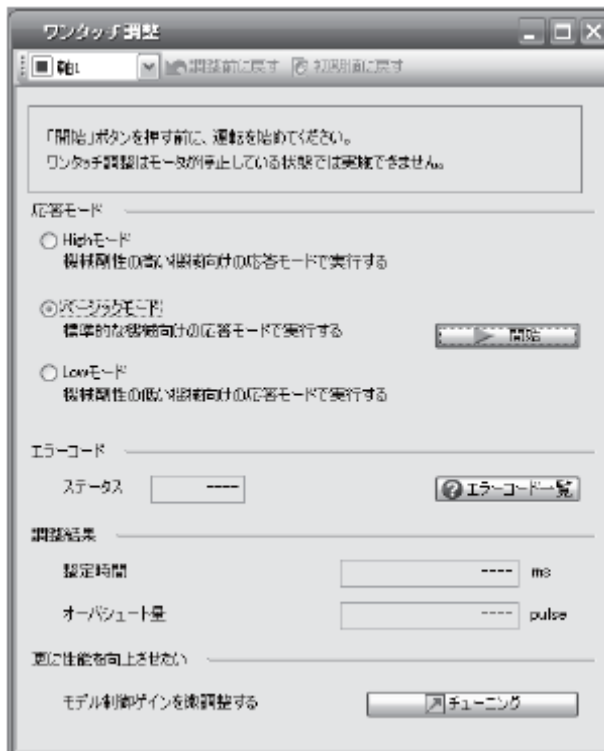 ワンタッチ調整
軸1 調整前に戻す 初期値に戻す
「開始」ボタンを押す前に、運転を始めてください。
ワンタッチ調整はモータが停止している状態では実施できません。
応答モード
Highモード
機械剛性の高い機械向けの応答モードで実行する
ベーシックモード
標準的な機械向けの応答モードで実行する
開始
Lowモード
機械剛性の低い機械向けの応答モードで実行する
エラーコード
ステータス ---- エラーコード一覧
調整結果
整定時間 ---- ms
オーバシュート量 ---- pulse
更に性能を向上させたい
モデル制御ゲインを微調整する チューニング